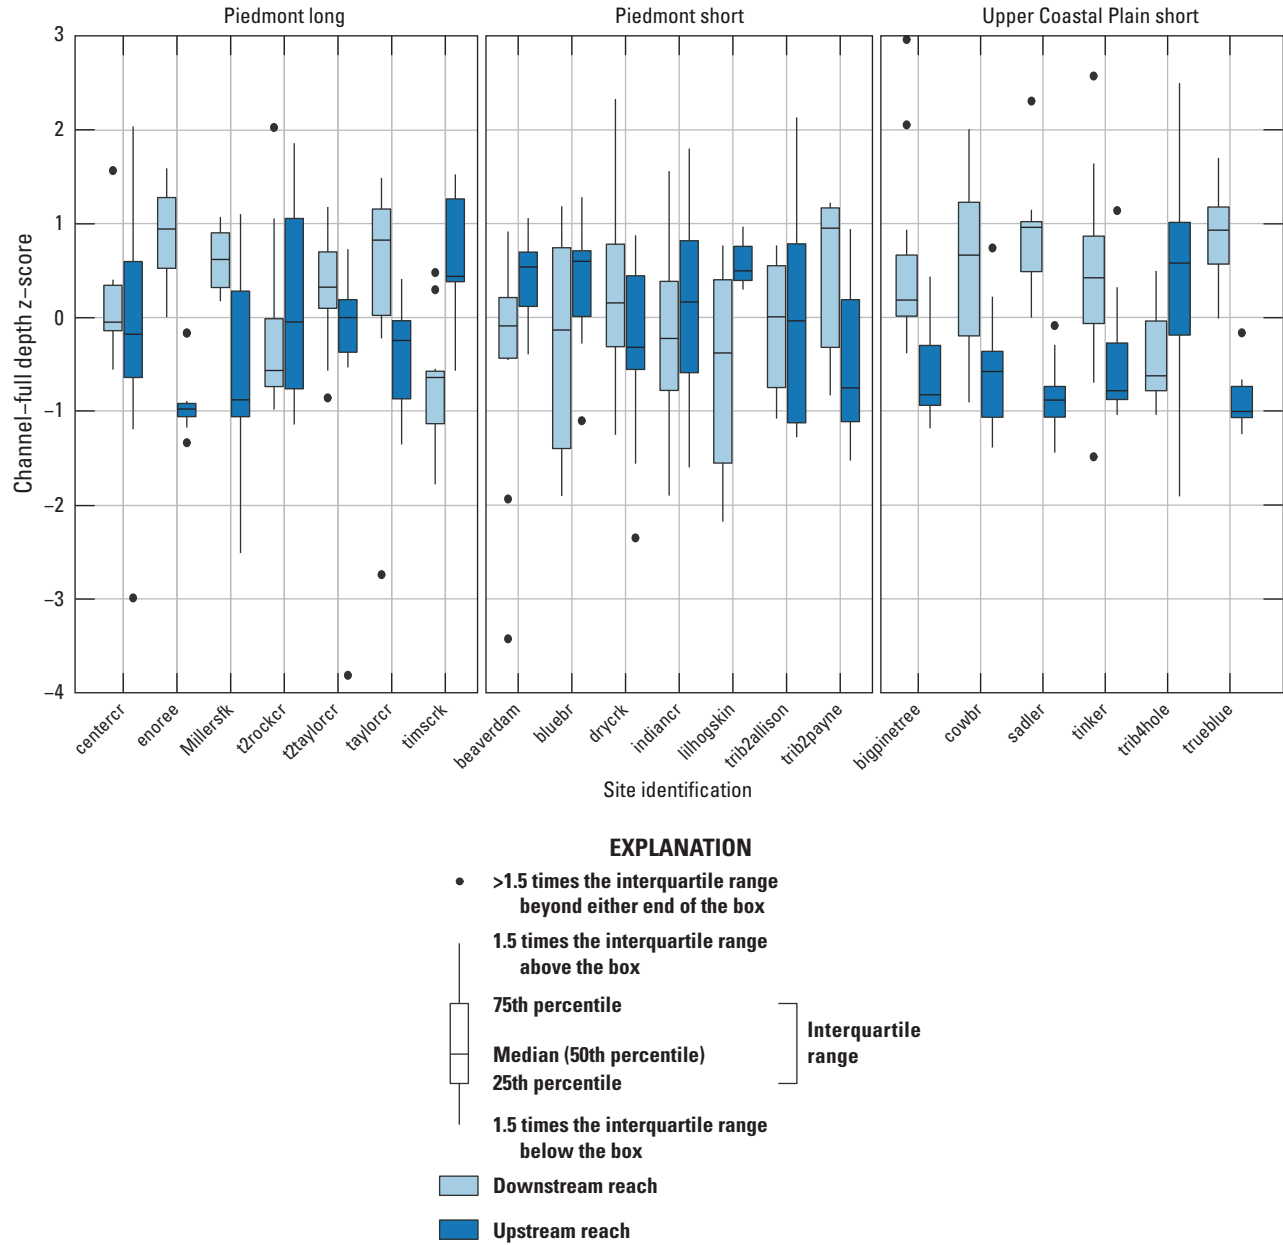 Piedmont long
Piedmont short
Upper Coastal Plain short
Channel–full depth z–score
3
2
1
0
–1
–2
–3
–4
centercr
enoree
Millersfk
t2rockcr
t2taylorcr
taylorcr
timscrk
beaverdam
bluebr
drycrk
indiancr
lilhogskin
trib2allison
trib2payne
bigpinetree
cowbr
sadler
tinker
trib4hole
trueblue
Site identification
EXPLANATION
>1.5 times the interquartile range
beyond either end of the box
1.5 times the interquartile range
above the box
75th percentile
Interquartile
range
Median (50th percentile)
25th percentile
1.5 times the interquartile range
below the box
Downstream reach
Upstream reach